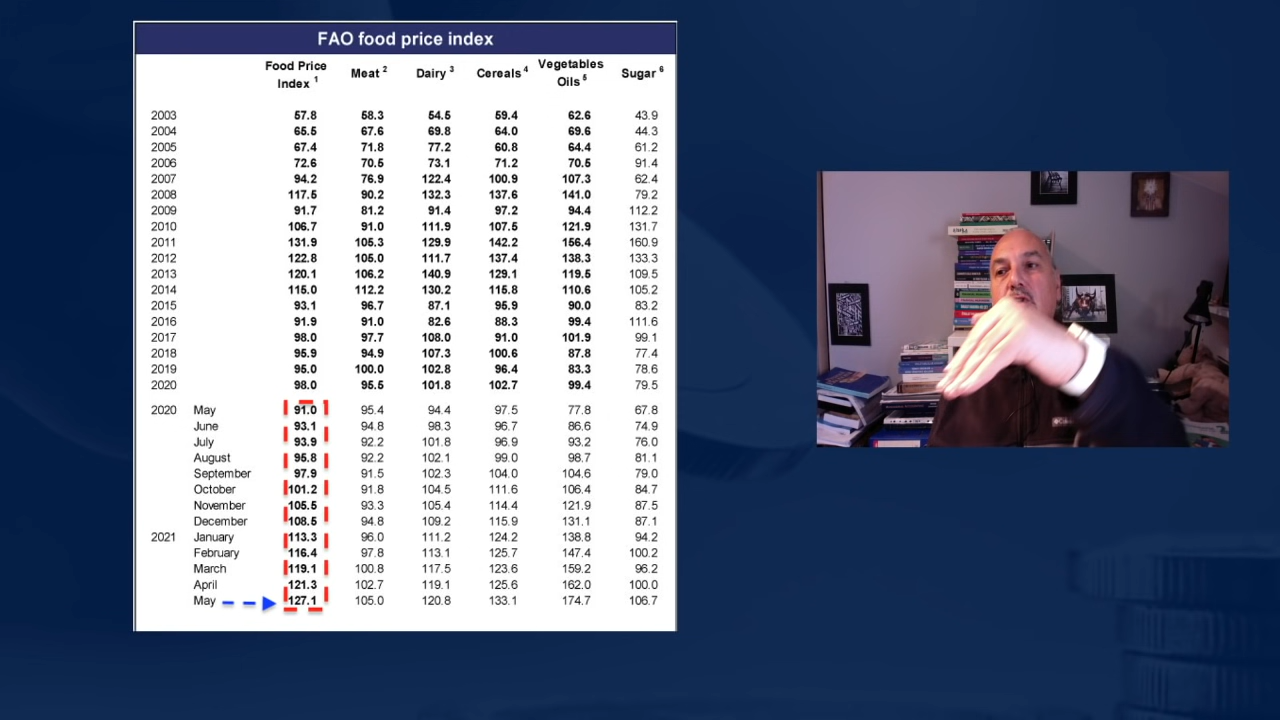 FAO food price index
Food Price Index 1 Meat 2 Dairy 3 Cereals 4 Vegetables Oils 5 Sugar 6
2003 57.8 58.3 54.5 59.4 62.6 43.9
2004 65.5 67.6 69.8 64.0 69.6 44.3
2005 67.4 71.8 77.2 60.8 64.4 61.2
2006 72.6 70.5 73.1 71.2 70.5 91.4
2007 94.2 76.9 122.4 100.9 107.3 62.4
2008 117.5 90.2 132.3 137.6 141.0 79.2
2009 91.7 81.2 91.4 97.2 94.4 112.2
2010 106.7 91.0 111.9 107.5 121.9 131.7
2011 131.9 105.3 129.9 142.2 156.4 160.9
2012 122.8 105.0 111.7 137.4 138.3 133.3
2013 120.1 106.2 140.9 129.1 119.5 109.5
2014 115.0 112.2 130.2 115.8 110.6 105.2
2015 93.1 96.7 87.1 95.9 90.0 83.2
2016 91.9 91.0 82.6 88.3 99.4 111.6
2017 98.0 97.7 108.0 91.0 101.9 99.1
2018 95.9 94.9 107.3 100.6 87.8 77.4
2019 95.0 100.0 102.8 96.4 83.3 78.6
2020 98.0 95.5 101.8 102.7 99.4 79.5
2020 May 91.0 95.4 94.4 97.5 77.8 67.8
June 93.1 94.8 98.3 96.7 86.6 74.9
July 93.9 92.2 101.8 96.9 93.2 76.0
August 95.8 92.2 102.1 99.0 98.7 81.1
September 97.9 91.5 102.3 104.0 104.6 79.0
October 101.2 91.8 104.5 111.6 106.4 84.7
November 105.5 93.3 105.4 114.4 121.9 87.5
December 108.5 94.8 109.2 115.9 131.1 87.1
2021 January 113.3 96.0 111.2 124.2 138.8 94.2
February 116.4 97.8 113.1 125.7 147.4 100.2
March 119.1 100.8 117.5 123.6 159.2 96.2
April 121.3 102.7 119.1 125.6 162.0 100.0
May 127.1 105.0 120.8 133.1 174.7 106.7